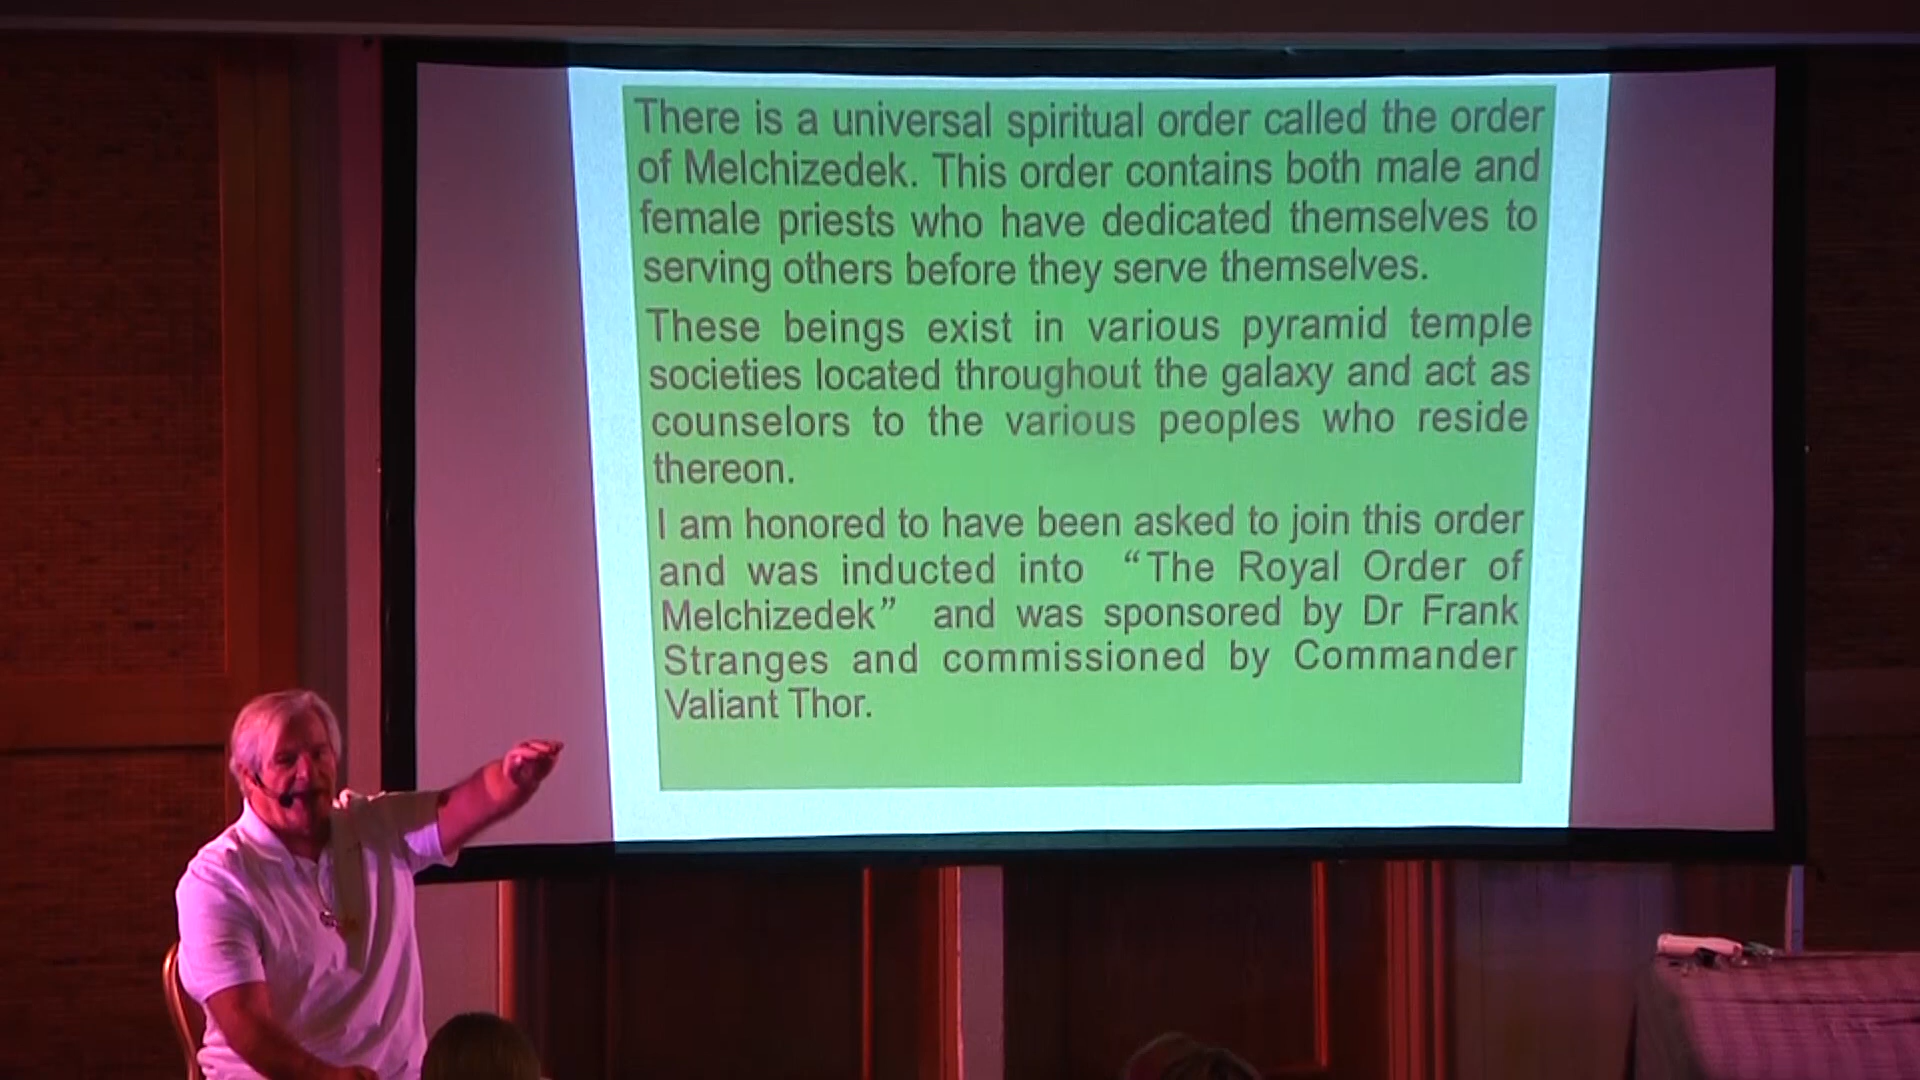 There is a universal spiritual order called the order
of Melchizedek. This order contains both male and
female priests who have dedicated themselves to
serving others before they serve themselves.
These beings exist in various pyramid temple
societies located throughout the galaxy and act as
counselors to the various peoples who reside
thereon.
I am honored to have been asked to join this order
and was inducted into “The Royal Order of
Melchizedek” and was sponsored by Dr Frank
Stranges and commissioned by Commander
Valiant Thor.